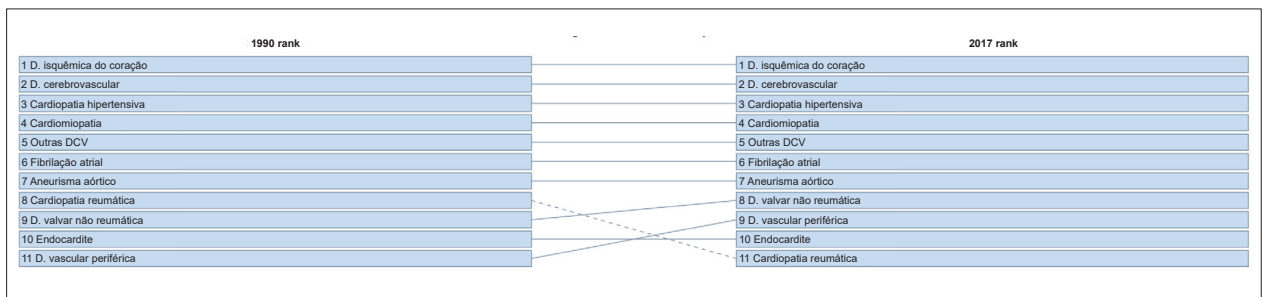 1990 rank
2017 rank
1 D. isquêmica do coração
2 D. cerebrovascular
3 Cardiopatia hipertensiva
4 Cardiomiopatia
5 Outras DCV
6 Fibrilação atrial
7 Aneurisma aórtico
8 Cardiopatia reumática
9 D. valvar não reumática
10 Endocardite
11 D. vascular periférica
1 D. isquêmica do coração
2 D. cerebrovascular
3 Cardiopatia hipertensiva
4 Cardiomiopatia
5 Outras DCV
6 Fibrilação atrial
7 Aneurisma aórtico
8 D. valvar não reumática
9 D. vascular periférica
10 Endocardite
11 Cardiopatia reumática